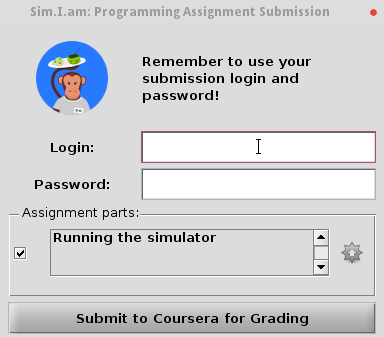 Sim.I.am: Programming Assignment Submission
Remember to use your
submission login and
password!
Login:
Password:
Assignment parts:
Running the simulator
Submit to Coursera for Grading